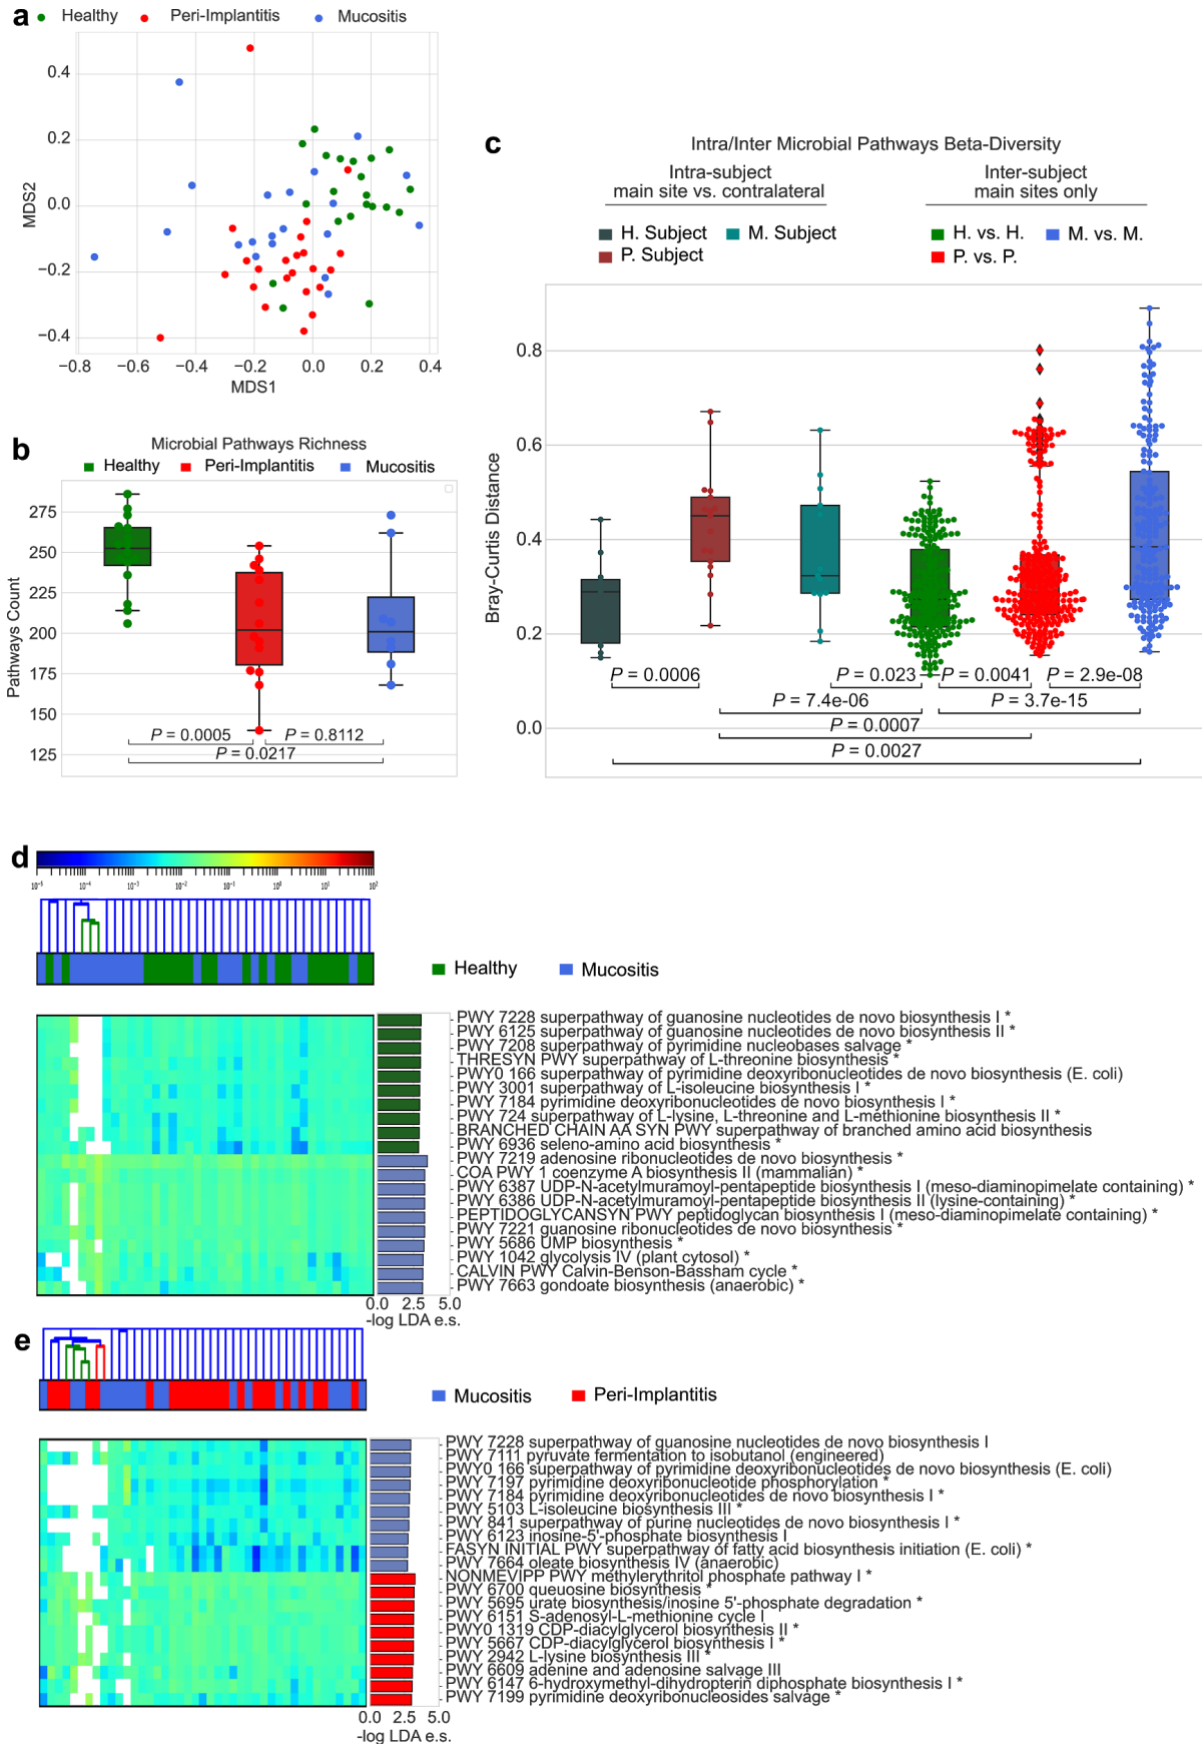 a
Healthy
Peri-Implantitis
Mucositis
MDS2
0.4
0.2
0.0
−0.2
−0.4
−0.8
−0.6
−0.4
−0.2
0.0
0.2
0.4
MDS1
b
Microbial Pathways Richness
Healthy
Peri-Implantitis
Mucositis
Pathways Count
275
250
225
200
175
150
125
P = 0.0005
P = 0.8112
P = 0.0217
c
Intra/Inter Microbial Pathways Beta-Diversity
Intra-subject
main site vs. contralateral
Inter-subject
main sites only
H. Subject
M. Subject
P. Subject
H. vs. H.
M. vs. M.
P. vs. P.
Bray-Curtis Distance
0.8
0.6
0.4
0.2
0.0
P = 0.0006
P = 0.023
P = 0.0041
P = 2.9e-08
P = 7.4e-06
P = 3.7e-15
P = 0.0007
P = 0.0027
d
Healthy
Mucositis
PWY 7228 superpathway of guanosine nucleotides de novo biosynthesis I *
PWY 6125 superpathway of guanosine nucleotides de novo biosynthesis II *
PWY 7208 superpathway of pyrimidine nucleobases salvage *
THRESYN PWY superpathway of L-threonine biosynthesis *
PWY0 166 superpathway of pyrimidine deoxyribonucleotides de novo biosynthesis (E. coli)
PWY 3001 superpathway of L-isoleucine biosynthesis I *
PWY 7184 pyrimidine deoxyribonucleotides de novo biosynthesis I *
PWY 724 superpathway of L-lysine, L-threonine and L-methionine biosynthesis II *
BRANCHED CHAIN AA SYN PWY superpathway of branched amino acid biosynthesis
PWY 6936 seleno-amino acid biosynthesis *
PWY 7219 adenosine ribonucleotides de novo biosynthesis *
COA PWY 1 coenzyme A biosynthesis II (mammalian) *
PWY 6387 UDP-N-acetylmuramoyl-pentapeptide biosynthesis I (meso-diaminopimelate containing) *
PWY 6386 UDP-N-acetylmuramoyl-pentapeptide biosynthesis II (lysine-containing) *
PEPTIDOGLYCANSYN PWY peptidoglycan biosynthesis I (meso-diaminopimelate containing) *
PWY 7221 guanosine ribonucleotides de novo biosynthesis *
PWY 5686 UMP biosynthesis *
PWY 1042 glycolysis IV (plant cytosol) *
CALVIN PWY Calvin-Benson-Bassham cycle *
PWY 7663 gondoate biosynthesis (anaerobic) *
0.0 2.5 5.0
-log LDA e.s.
e
Mucositis
Peri-Implantitis
PWY 7228 superpathway of guanosine nucleotides de novo biosynthesis I
PWY 7111 pyruvate fermentation to isobutanol (engineered)
PWY0 166 superpathway of pyrimidine deoxyribonucleotides de novo biosynthesis (E. coli)
PWY 7197 pyrimidine deoxyribonucleotide phosphorylation *
PWY 7184 pyrimidine deoxyribonucleotides de novo biosynthesis I *
PWY 5103 L-isoleucine biosynthesis III *
PWY 841 superpathway of purine nucleotides de novo biosynthesis I *
PWY 6123 inosine-5'-phosphate biosynthesis I
FASYN INITIAL PWY superpathway of fatty acid biosynthesis initiation (E. coli) *
PWY 7664 oleate biosynthesis IV (anaerobic)
NONMEVIPP PWY methylerythritol phosphate pathway I *
PWY 6700 queuosine biosynthesis *
PWY 5695 urate biosynthesis/inosine 5'-phosphate degradation *
PWY 6151 S-adenosyl-L-methionine cycle I
PWY0 1319 CDP-diacylglycerol biosynthesis II *
PWY 5667 CDP-diacylglycerol biosynthesis I *
PWY 2942 L-lysine biosynthesis III *
PWY 6609 adenine and adenosine salvage III
PWY 6147 6-hydroxymethyl-dihydropterin diphosphate biosynthesis I *
PWY 7199 pyrimidine deoxyribonucleosides salvage *
0.0 2.5 5.0
-log LDA e.s.